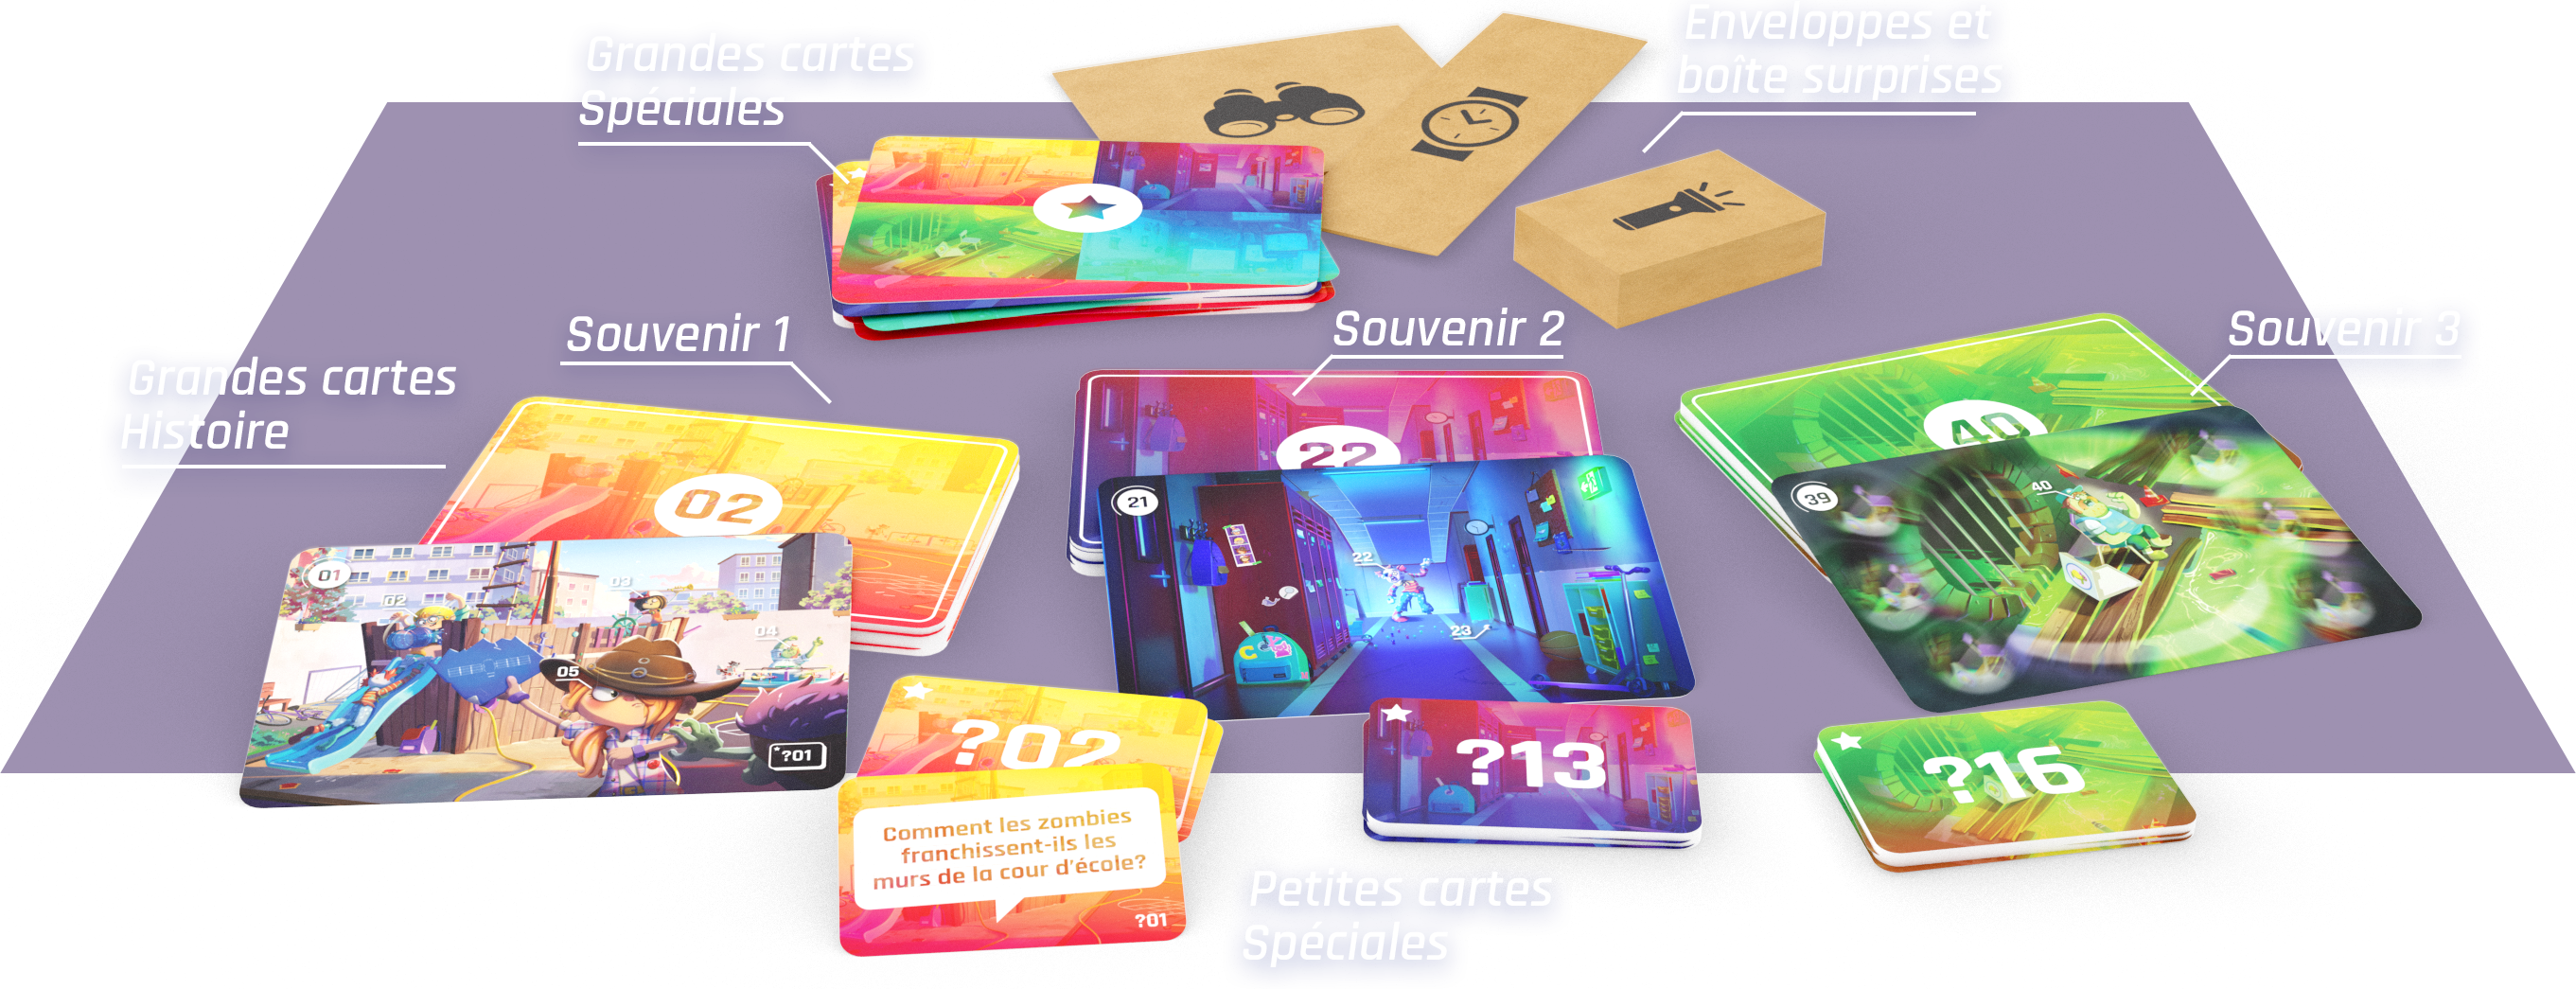 Grandes cartes
Spéciales
Enveloppes et
boîte surprises
Souvenir 1
Souvenir 2
Souvenir 3
Grandes cartes
Histoire
02
22
40
01
02
03
04
05
*?01
21
22
23
39
40
?02
?13
?16
Comment les zombies
franchissent-ils les
murs de la cour d'école?
?01
Petites cartes
Spéciales